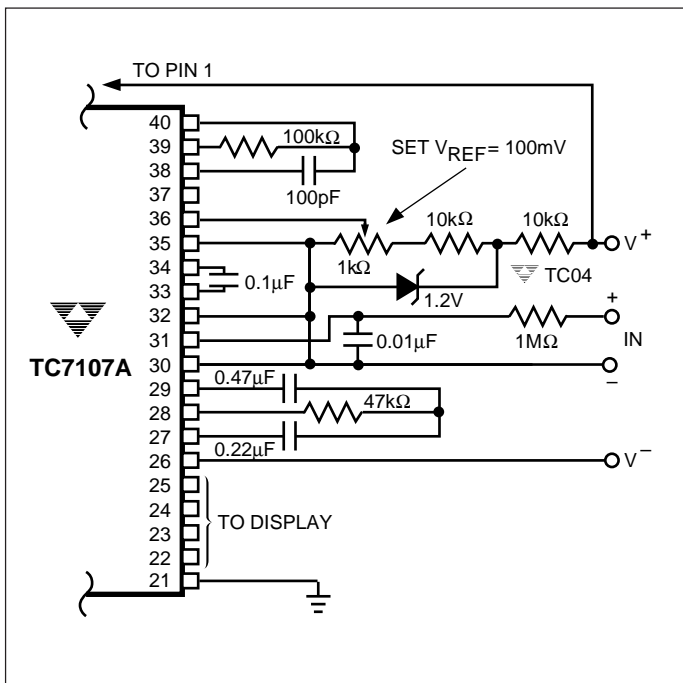 TO PIN 1
40
39
100kΩ
38
100pF
37
SET VREF = 100mV
36
10kΩ
10kΩ
35
V+
1kΩ
34
0.1µF
TC04
33
1.2V
32
+
31
0.01µF
1MΩ
IN
TC7107A
30
–
29
0.47µF
28
47kΩ
27
0.22µF
26
V–
25
24
TO DISPLAY
23
22
21